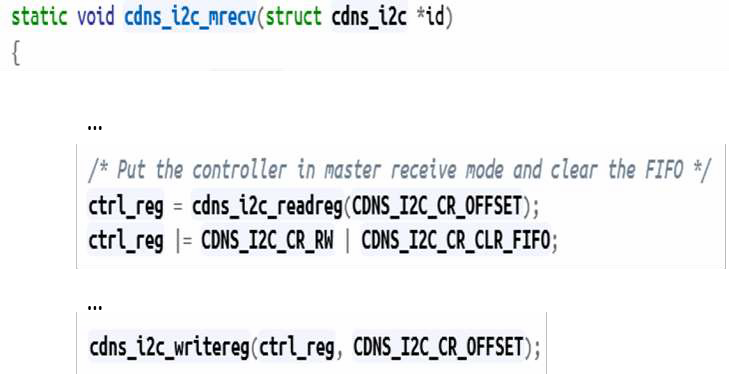 static void cdns_i2c_mrecv(struct cdns_i2c *id)
{
...
/* Put the controller in master receive mode and clear the FIFO */
ctrl_reg = cdns_i2c_readreg(CDNS_I2C_CR_OFFSET);
ctrl_reg |= CDNS_I2C_CR_RW | CDNS_I2C_CR_CLR_FIFO;
...
cdns_i2c_writereg(ctrl_reg, CDNS_I2C_CR_OFFSET);